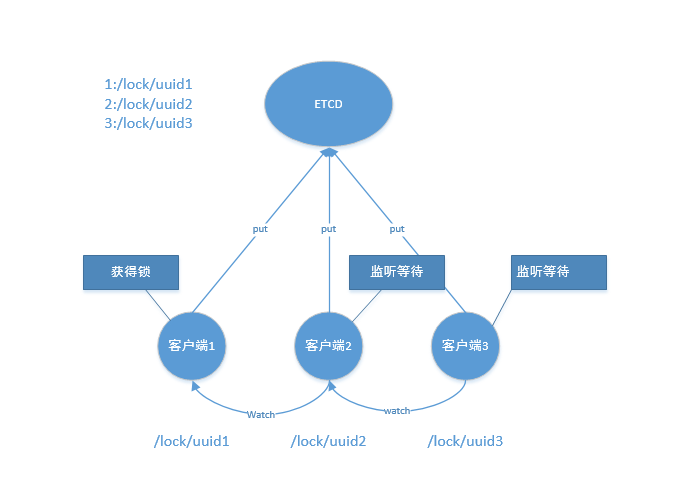 1:/lock/uuid1
2:/lock/uuid2
3:/lock/uuid3
ETCD
put
put
put
获得锁
监听等待
监听等待
客户端1
客户端2
客户端3
Watch
watch
/lock/uuid1
/lock/uuid2
/lock/uuid3